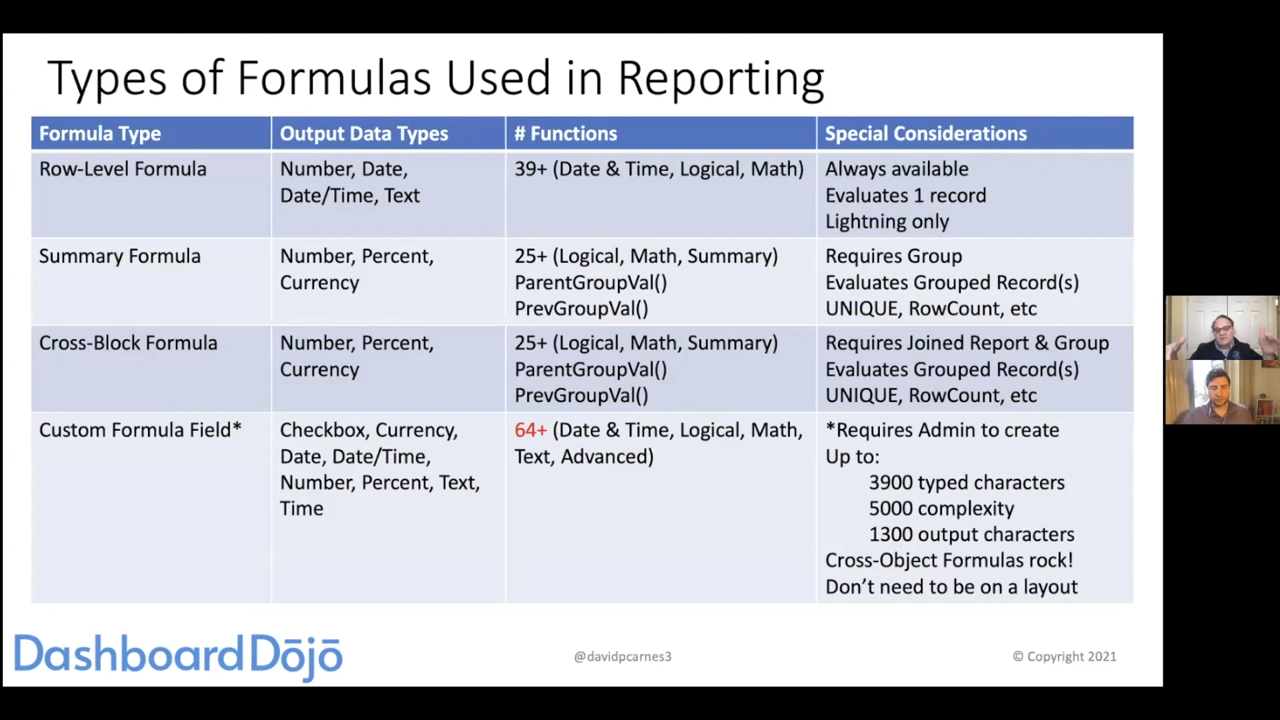 Types of Formulas Used in Reporting
Formula Type
Output Data Types
# Functions
Special Considerations
Row-Level Formula
Number, Date,
Date/Time, Text
39+ (Date & Time, Logical, Math)
Always available
Evaluates 1 record
Lightning only
Summary Formula
Number, Percent,
Currency
25+ (Logical, Math, Summary)
ParentGroupVal()
PrevGroupVal()
Requires Group
Evaluates Grouped Record(s)
UNIQUE, RowCount, etc
Cross-Block Formula
Number, Percent,
Currency
25+ (Logical, Math, Summary)
ParentGroupVal()
PrevGroupVal()
Requires Joined Report & Group
Evaluates Grouped Record(s)
UNIQUE, RowCount, etc
Custom Formula Field*
Checkbox, Currency,
Date, Date/Time,
Number, Percent, Text,
Time
64+ (Date & Time, Logical, Math,
Text, Advanced)
*Requires Admin to create
Up to:
3900 typed characters
5000 complexity
1300 output characters
Cross-Object Formulas rock!
Don’t need to be on a layout
DashboardDōjō
@davidpcarnes3
© Copyright 2021